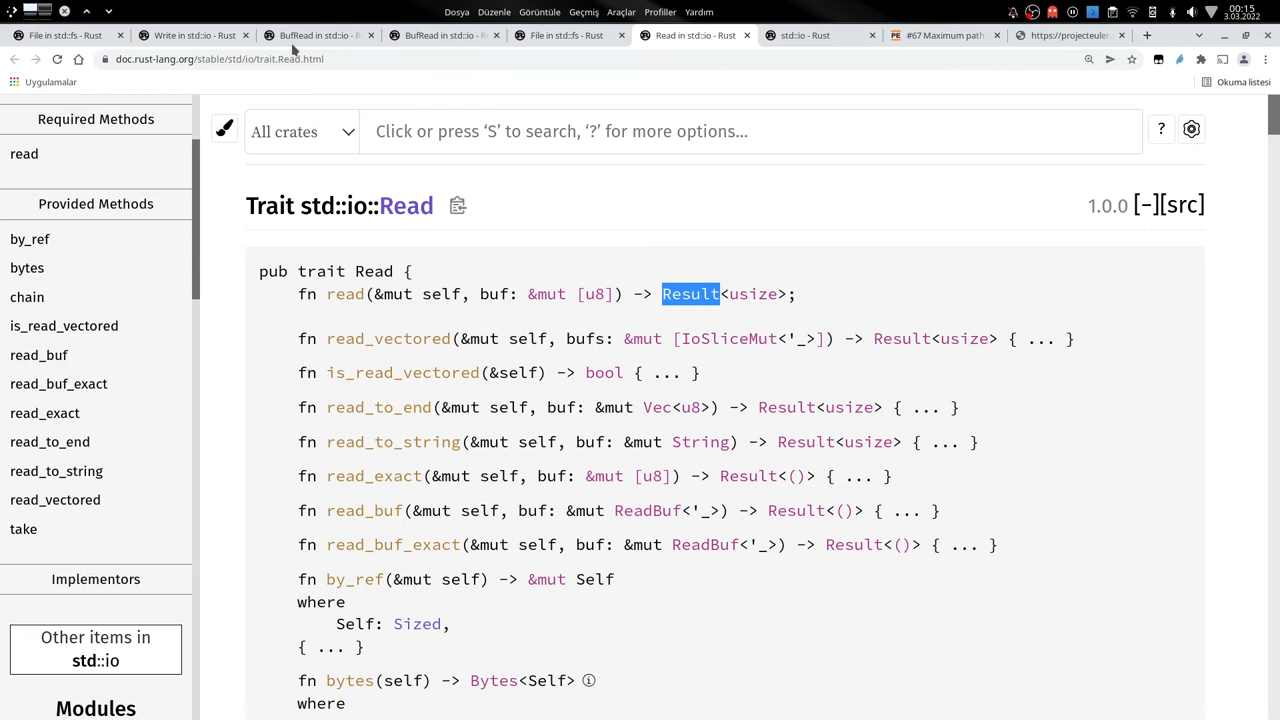 Dosya Düzenle Görüntüle Geçmiş Araçlar Profiller Yardım
00:15
3.03.2022
File in std::fs - Rust
Write in std::io - Rust
BufRead in std::io - Rust
BufRead in std::io - Ru
File in std::fs - Rust
Read in std::io - Rust
std::io - Rust
#67 Maximum path
https://projecteuler
doc.rust-lang.org/stable/std/io/trait.Read.html
Uygulamalar
Okuma listesi
Required Methods
read
Provided Methods
by_ref
bytes
chain
is_read_vectored
read_buf
read_buf_exact
read_exact
read_to_end
read_to_string
read_vectored
take
Implementors
Other items in
std::io
Modules
All crates
Click or press ‘S’ to search, ‘?’ for more options...
?
Trait std::io::Read
1.0.0 [−][src]
pub trait Read {
fn read(&mut self, buf: &mut [u8]) -> Result<usize>;
fn read_vectored(&mut self, bufs: &mut [IoSliceMut<'_>]) -> Result<usize> { ... }
fn is_read_vectored(&self) -> bool { ... }
fn read_to_end(&mut self, buf: &mut Vec<u8>) -> Result<usize> { ... }
fn read_to_string(&mut self, buf: &mut String) -> Result<usize> { ... }
fn read_exact(&mut self, buf: &mut [u8]) -> Result<()> { ... }
fn read_buf(&mut self, buf: &mut ReadBuf<'_>) -> Result<()> { ... }
fn read_buf_exact(&mut self, buf: &mut ReadBuf<'_>) -> Result<()> { ... }
fn by_ref(&mut self) -> &mut Self
where
Self: Sized,
{ ... }
fn bytes(self) -> Bytes<Self> ⓘ
where